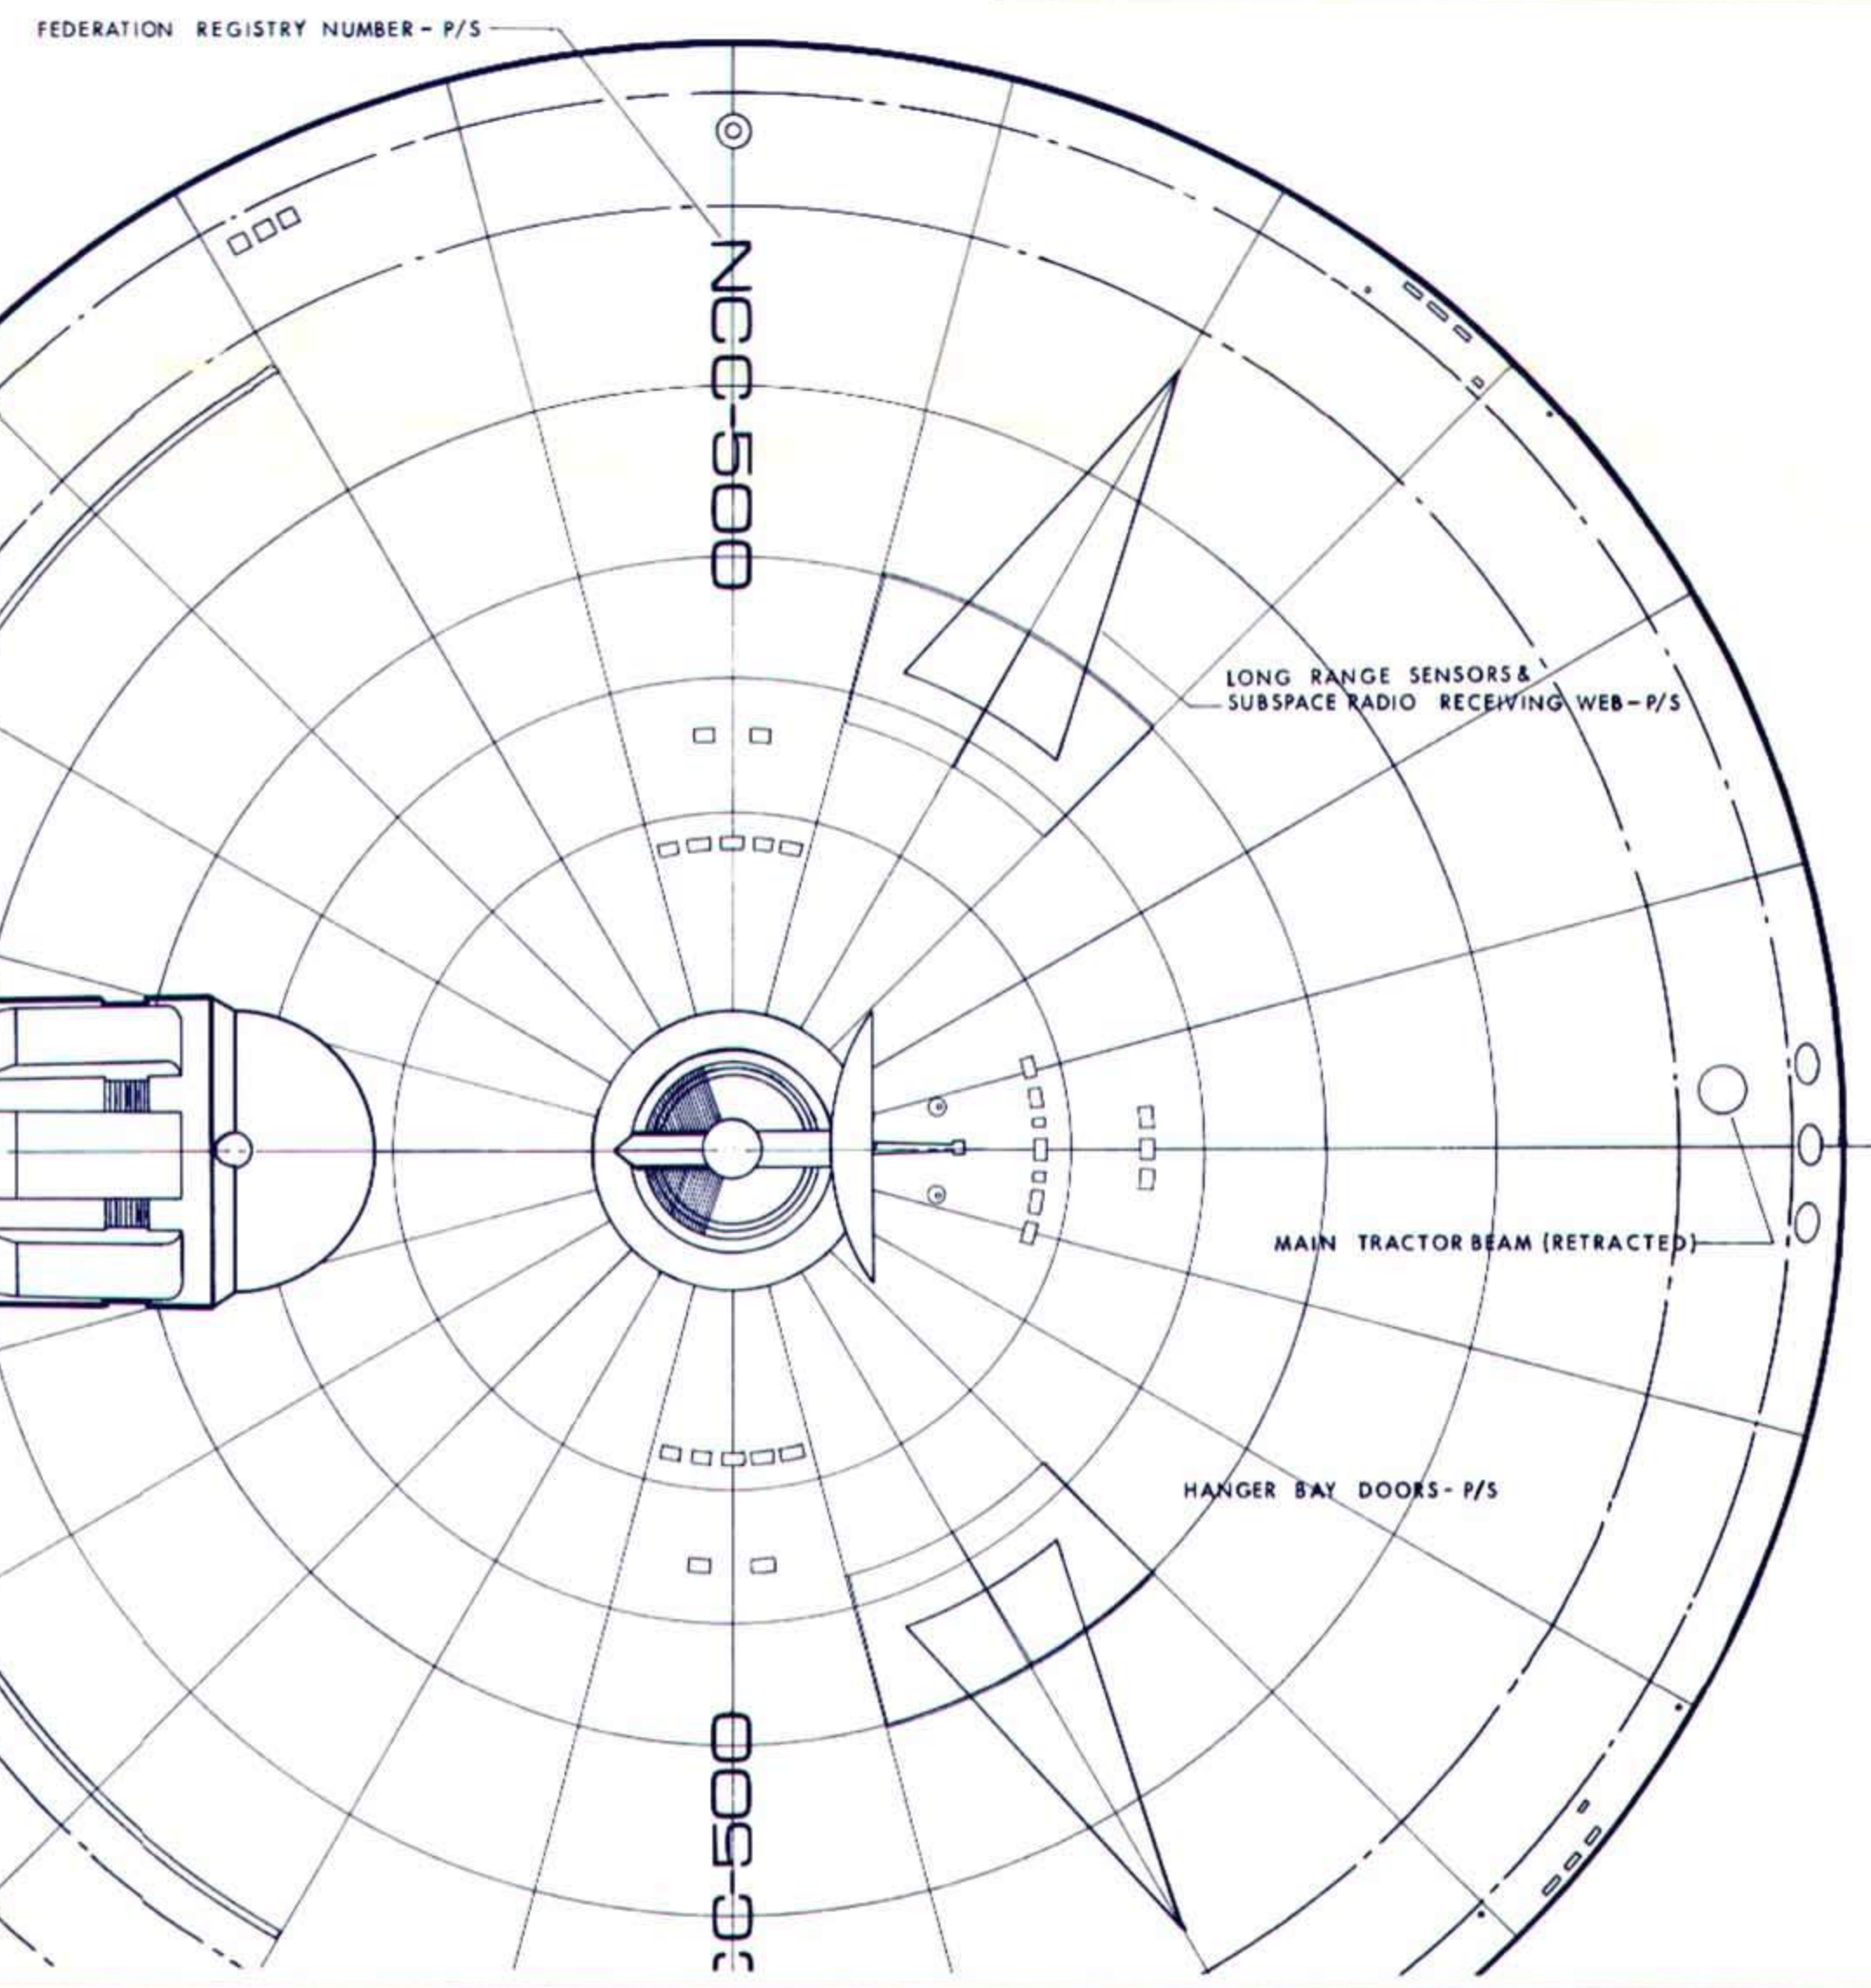 FEDERATION REGISTRY NUMBER - P/S
NCC-500
LONG RANGE SENSORS &
SUBSPACE RADIO RECEIVING WEB - P/S
MAIN TRACTOR BEAM (RETRACTED)
HANGER BAY DOORS - P/S
C-500